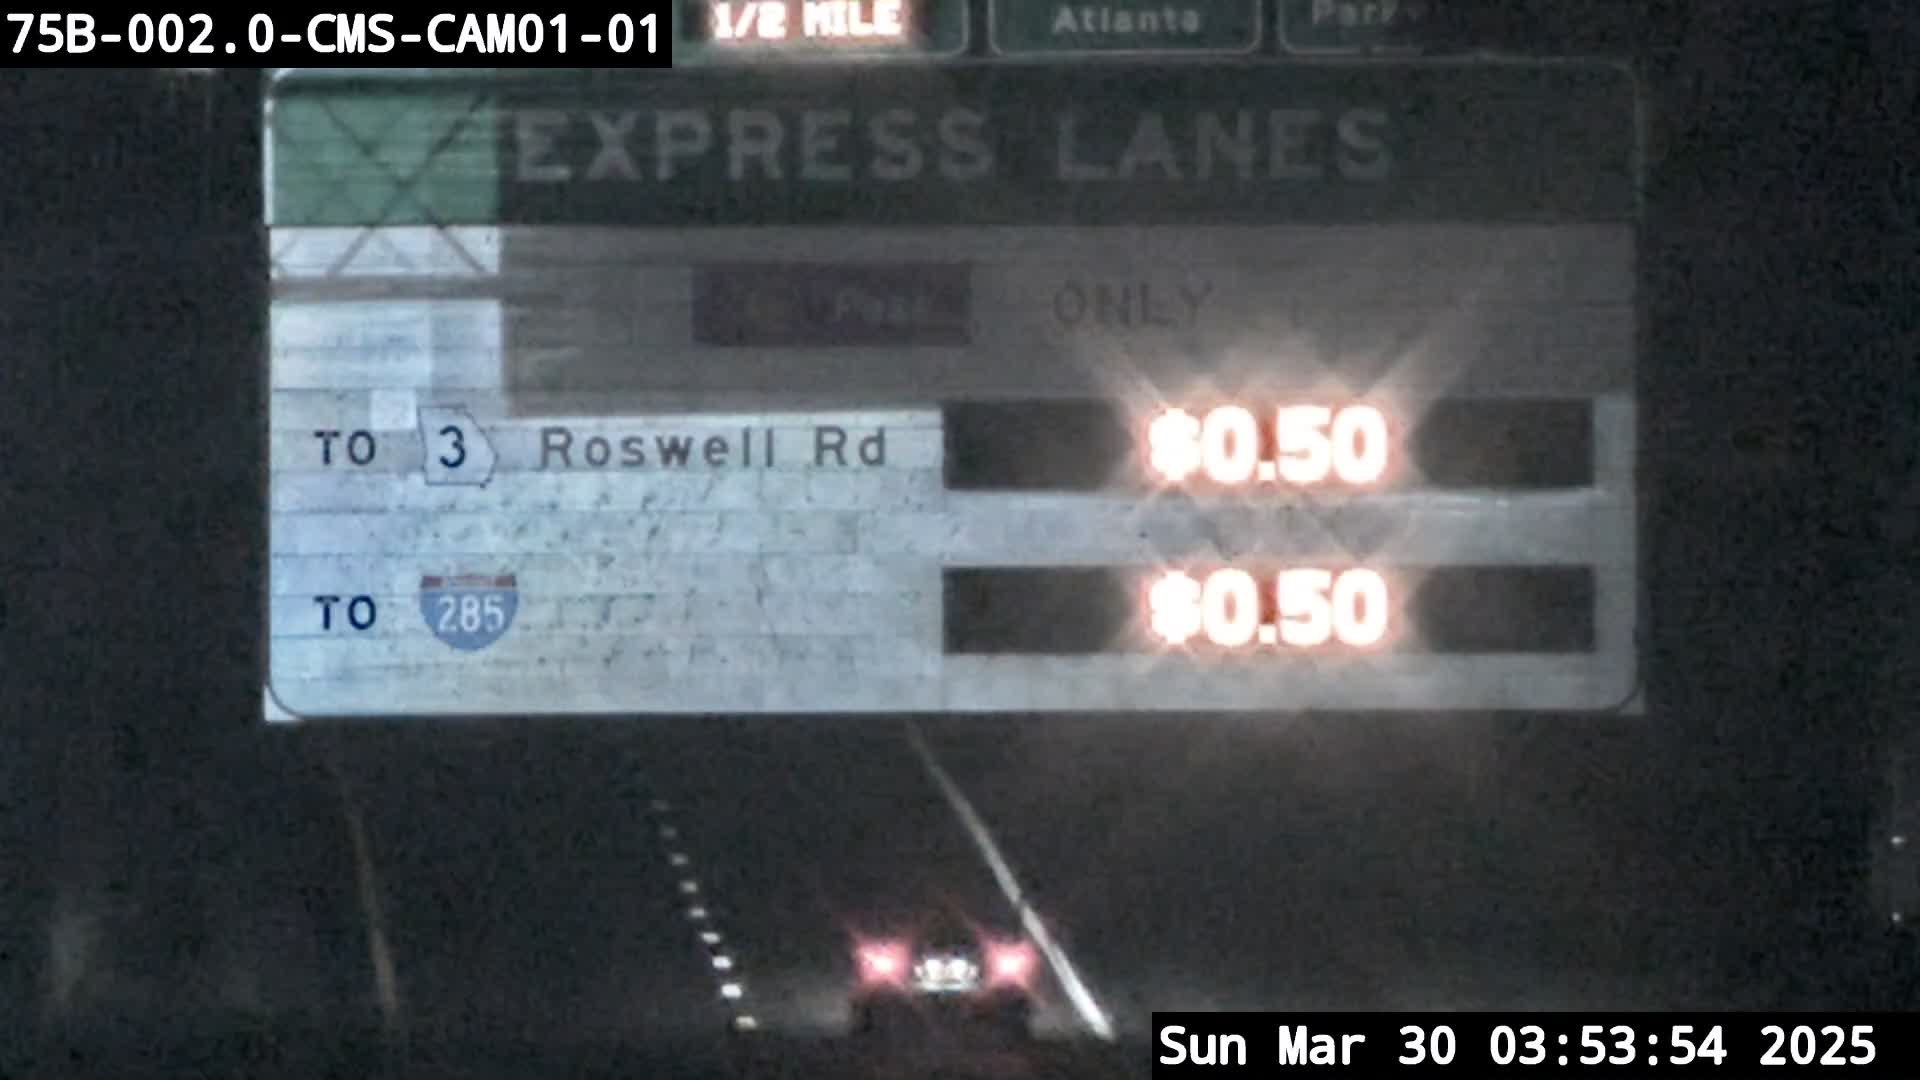 75B-002.0-CMS-CAM01-01
1/2 MILE
Atlanta
EXPRESS LANES
Pass ONLY
TO 3 Roswell Rd $0.50
TO 285 $0.50
Sun Mar 30 03:53:54 2025